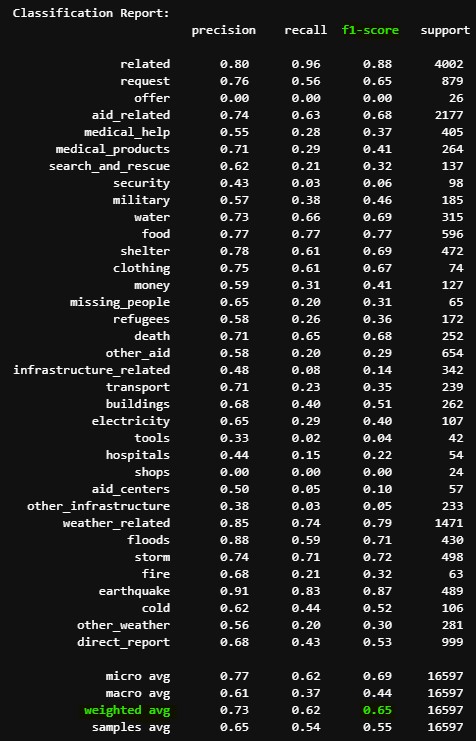 Classification Report:
precision recall f1-score support
related 0.80 0.96 0.88 4002
request 0.76 0.56 0.65 879
offer 0.00 0.00 0.00 26
aid_related 0.74 0.63 0.68 2177
medical_help 0.55 0.28 0.37 405
medical_products 0.71 0.29 0.41 264
search_and_rescue 0.62 0.21 0.32 137
security 0.43 0.03 0.06 98
military 0.57 0.38 0.46 185
water 0.73 0.66 0.69 315
food 0.77 0.77 0.77 596
shelter 0.78 0.61 0.69 472
clothing 0.75 0.61 0.67 74
money 0.59 0.31 0.41 127
missing_people 0.65 0.20 0.31 65
refugees 0.58 0.26 0.36 172
death 0.71 0.65 0.68 252
other_aid 0.58 0.20 0.29 654
infrastructure_related 0.48 0.08 0.14 342
transport 0.71 0.23 0.35 239
buildings 0.68 0.40 0.51 262
electricity 0.65 0.29 0.40 107
tools 0.33 0.02 0.04 42
hospitals 0.44 0.15 0.22 54
shops 0.00 0.00 0.00 24
aid_centers 0.50 0.05 0.10 57
other_infrastructure 0.38 0.03 0.05 233
weather_related 0.85 0.74 0.79 1471
floods 0.88 0.59 0.71 430
storm 0.74 0.71 0.72 498
fire 0.68 0.21 0.32 63
earthquake 0.91 0.83 0.87 489
cold 0.62 0.44 0.52 106
other_weather 0.56 0.20 0.30 281
direct_report 0.68 0.43 0.53 999
micro avg 0.77 0.62 0.69 16597
macro avg 0.61 0.37 0.44 16597
weighted avg 0.73 0.62 0.65 16597
samples avg 0.65 0.54 0.55 16597